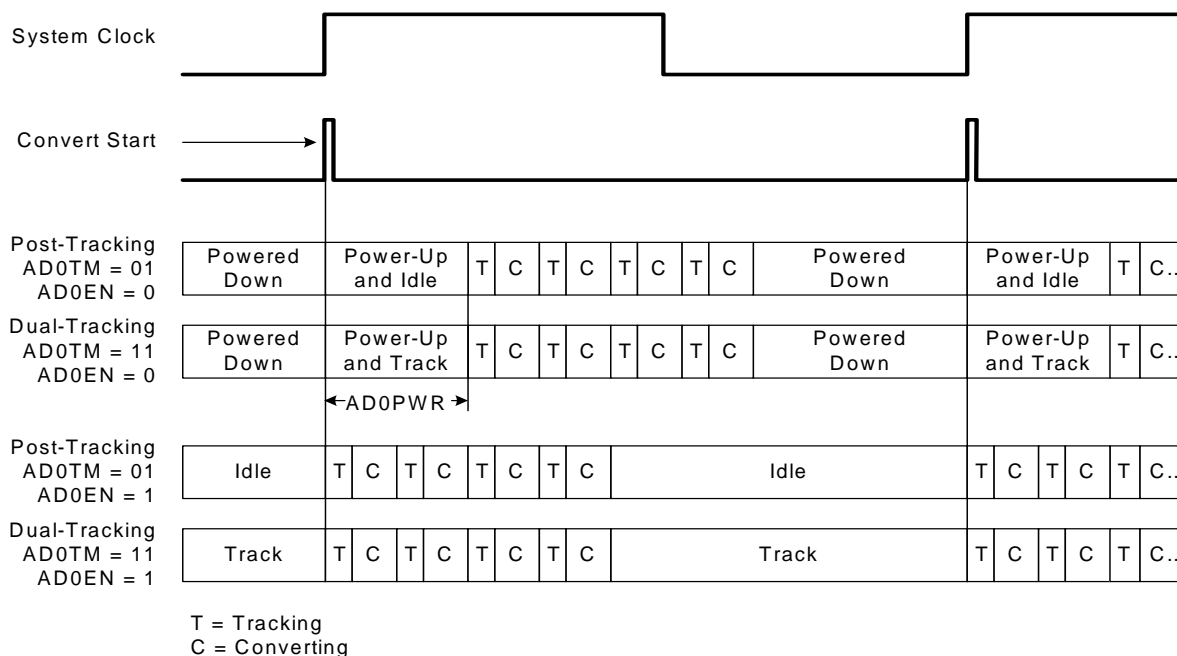 System Clock
Convert Start
Post-Tracking
AD0TM = 01
AD0EN = 0
Powered
Down
Power-Up
and Idle
T C T C T C T C
Powered
Down
Power-Up
and Idle
T C..
Dual-Tracking
AD0TM = 11
AD0EN = 0
Powered
Down
Power-Up
and Track
T C T C T C T C
Powered
Down
Power-Up
and Track
T C..
AD0PWR
Post-Tracking
AD0TM = 01
AD0EN = 1
Idle T C T C T C T C Idle T C T C T C..
Dual-Tracking
AD0TM = 11
AD0EN = 1
Track T C T C T C T C Track T C T C T C..
T = Tracking
C = Converting